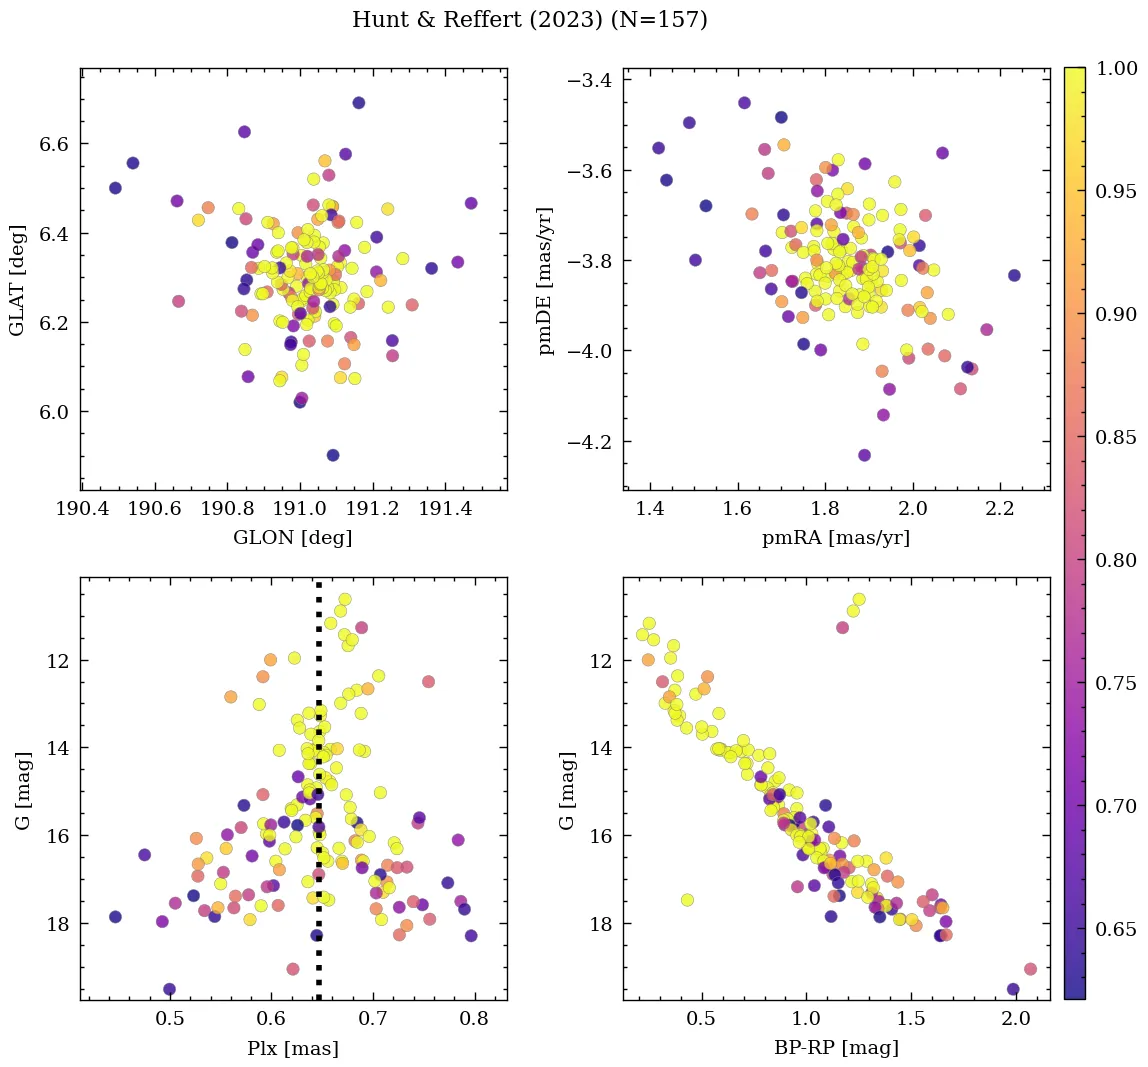 Hunt & Reffert (2023) (N=157)
6.6
6.4
6.2
6.0
GLAT [deg]
190.4 190.6 190.8 191.0 191.2 191.4
GLON [deg]
−3.4
−3.6
−3.8
−4.0
−4.2
pmDE [mas/yr]
1.4 1.6 1.8 2.0 2.2
pmRA [mas/yr]
12
14
16
18
G [mag]
0.5 0.6 0.7 0.8
Plx [mas]
12
14
16
18
G [mag]
0.5 1.0 1.5 2.0
BP-RP [mag]
1.00
0.95
0.90
0.85
0.80
0.75
0.70
0.65